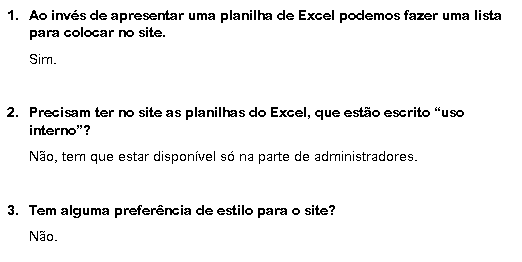 1. Ao invés de apresentar uma planilha de Excel podemos fazer uma lista
para colocar no site.
Sim.
2. Precisam ter no site as planilhas do Excel, que estão escrito “uso
interno”?
Não, tem que estar disponível só na parte de administradores.
3. Tem alguma preferência de estilo para o site?
Não.